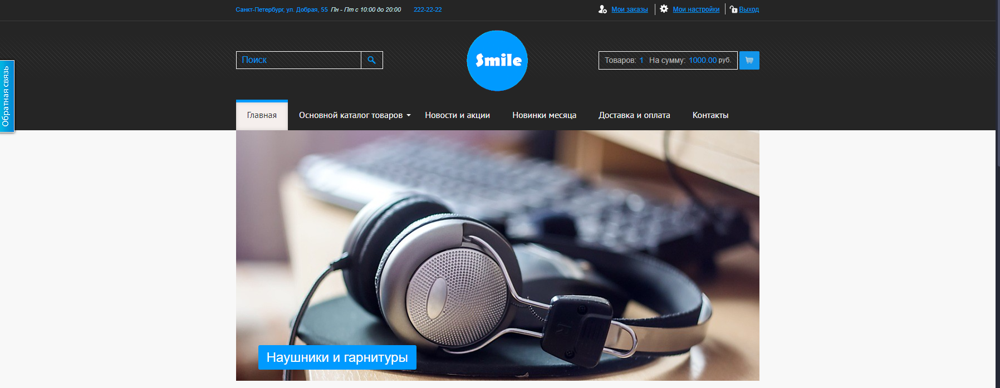 Санкт-Петербург, ул. Добрая, 55 Пн - Пт с 10:00 до 20:00 222-22-22
Мои заказы Мои настройки Выход
Поиск
Smile
Товаров: 1 На сумму: 1000.00 руб.
Обратная связь
Главная Основной каталог товаров Новости и акции Новинки месяца Доставка и оплата Контакты
Наушники и гарнитуры